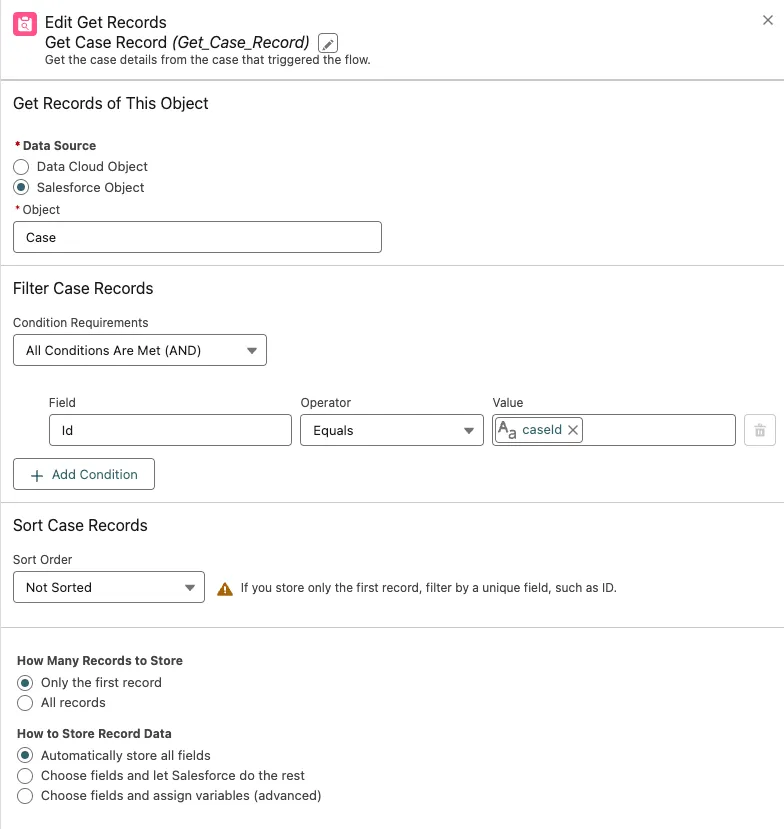 Edit Get Records
Get Case Record (Get_Case_Record)
Get the case details from the case that triggered the flow.
Get Records of This Object
* Data Source
Data Cloud Object
Salesforce Object
* Object
Case
Filter Case Records
Condition Requirements
All Conditions Are Met (AND)
Field Operator Value
Id Equals Aa caseId
+ Add Condition
Sort Case Records
Sort Order
Not Sorted If you store only the first record, filter by a unique field, such as ID.
How Many Records to Store
Only the first record
All records
How to Store Record Data
Automatically store all fields
Choose fields and let Salesforce do the rest
Choose fields and assign variables (advanced)